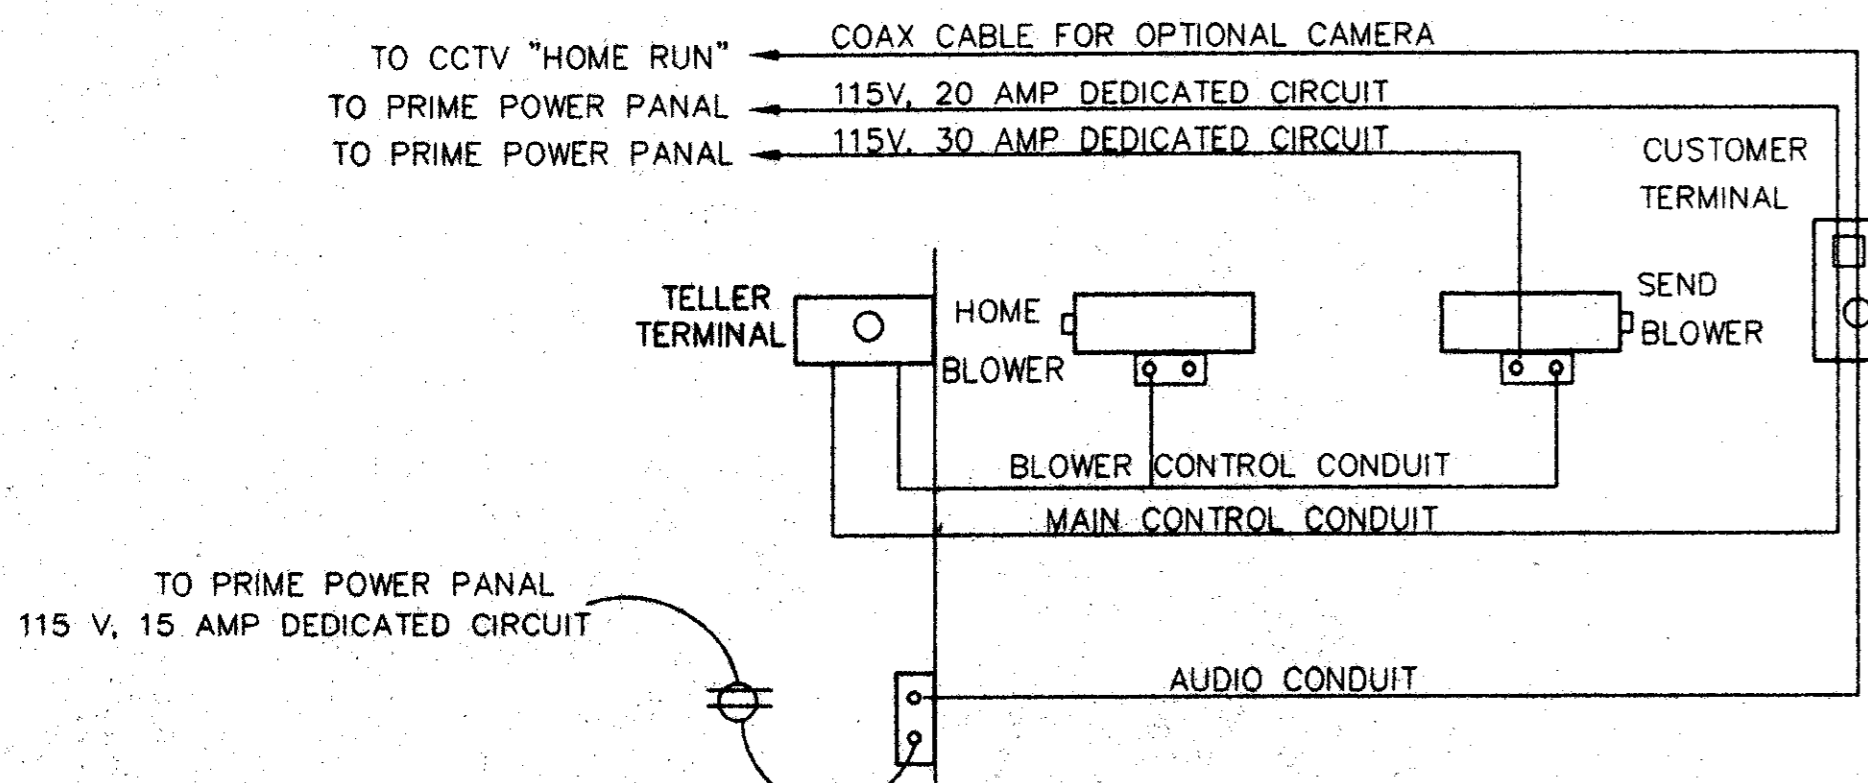 TO CCTV "HOME RUN"
COAX CABLE FOR OPTIONAL CAMERA
TO PRIME POWER PANAL
115V, 20 AMP DEDICATED CIRCUIT
TO PRIME POWER PANAL
115V, 30 AMP DEDICATED CIRCUIT
CUSTOMER
TERMINAL
TELLER
TERMINAL
HOME
BLOWER
SEND
BLOWER
BLOWER CONTROL CONDUIT
MAIN CONTROL CONDUIT
TO PRIME POWER PANAL
115 V, 15 AMP DEDICATED CIRCUIT
AUDIO CONDUIT